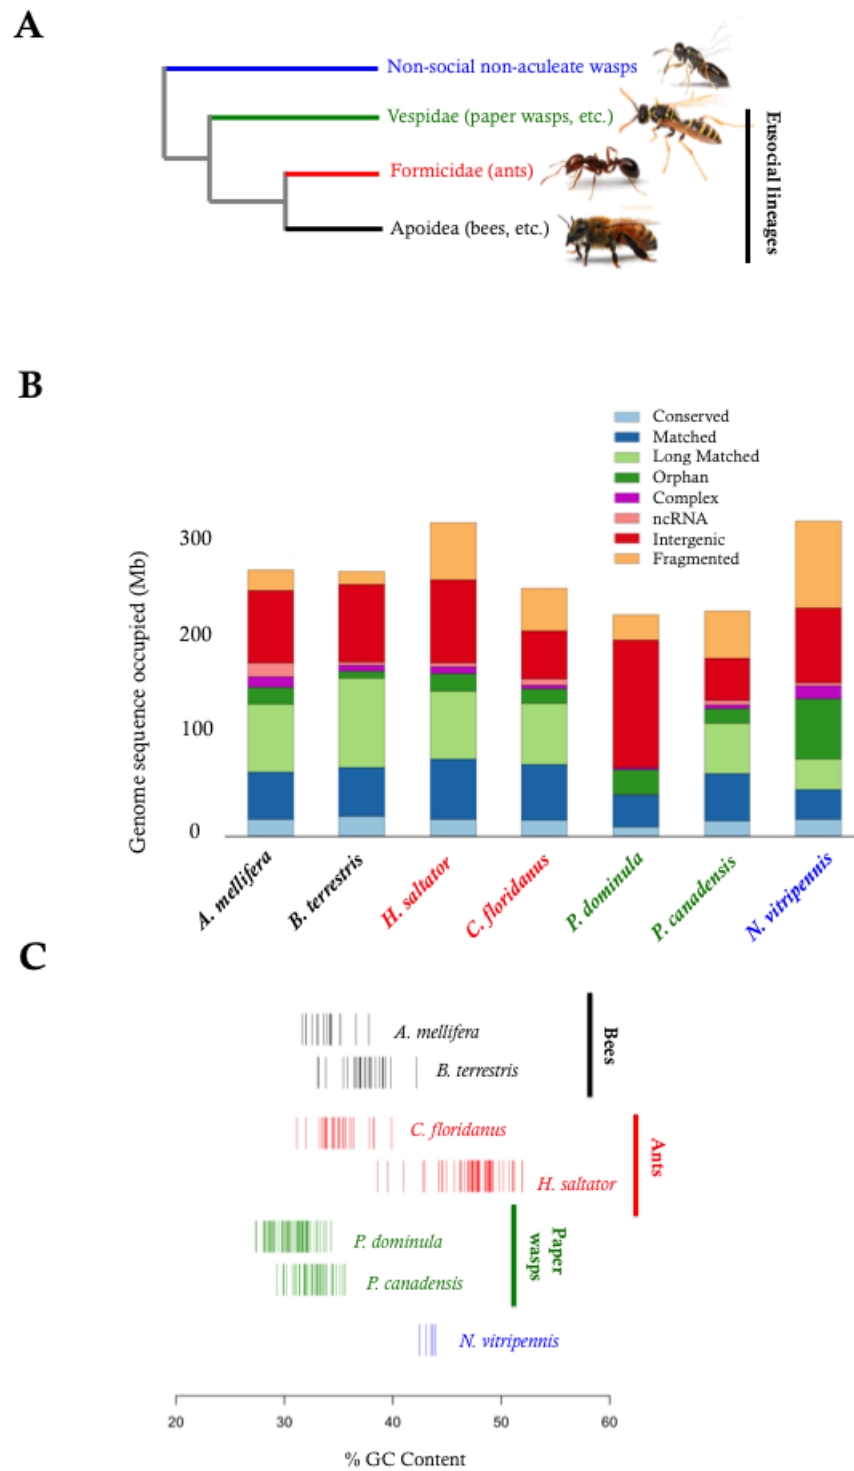 A
Non-social non-aculeate wasps
Vespidae (paper wasps, etc.)
Formicidae (ants)
Apoidea (bees, etc.)
Eusocial lineages
B
Conserved
Matched
Long Matched
Orphan
Complex
ncRNA
Intergenic
Fragmented
Genome sequence occupied (Mb)
300
200
100
0
A. mellifera
B. terrestris
H. saltator
C. floridanus
P. dominula
P. canadensis
N. vitripennis
C
A. mellifera
B. terrestris
Bees
C. floridanus
H. saltator
Ants
P. dominula
P. canadensis
Paper
wasps
N. vitripennis
20 30 40 50 60
% GC Content